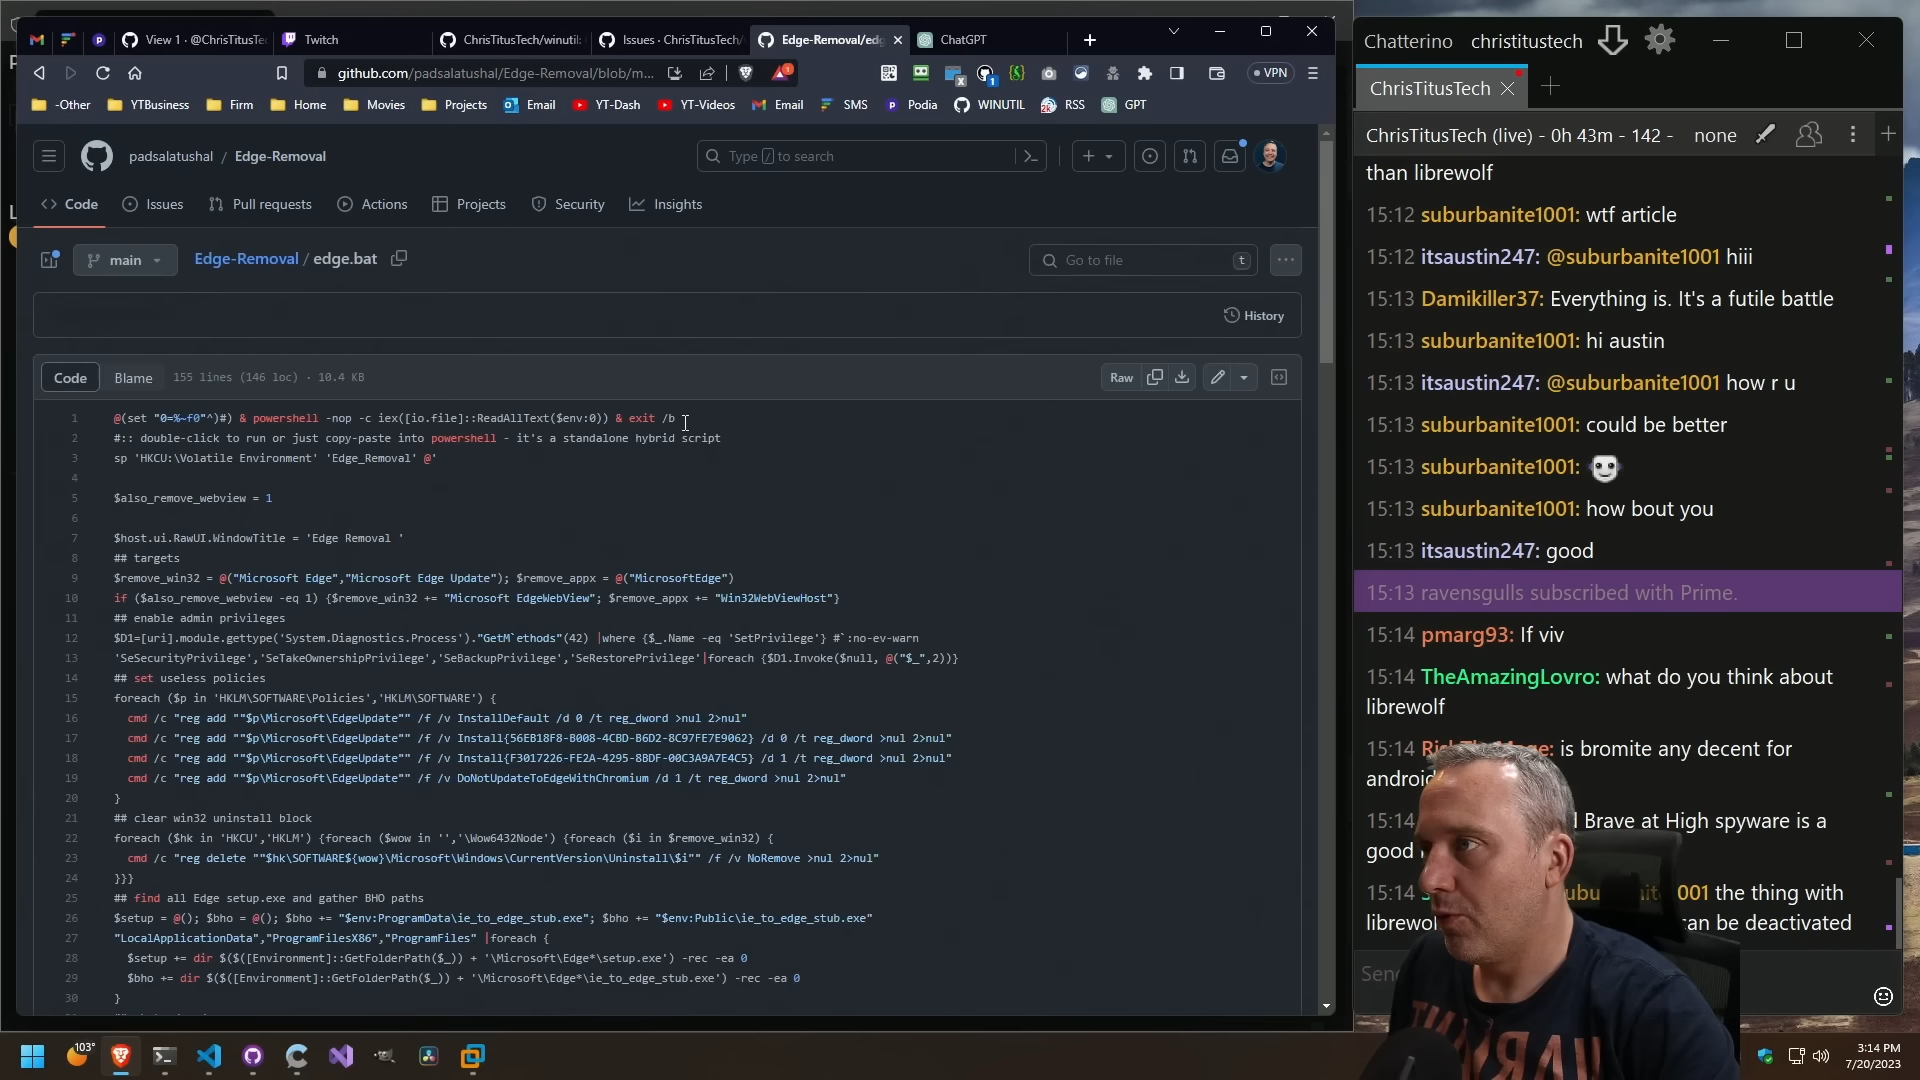 View 1 · @ChrisTitusTe
Twitch
ChrisTitusTech/winutil:
Issues · ChrisTitusTech/
Edge-Removal/edg
ChatGPT
github.com/padsalatushal/Edge-Removal/blob/m...
VPN
-Other
YTBusiness
Firm
Home
Movies
Projects
Email
YT-Dash
YT-Videos
Email
SMS
Podia
WINUTIL
RSS
GPT
padsalatushal / Edge-Removal
Type / to search
Code
Issues
Pull requests
Actions
Projects
Security
Insights
main
Edge-Removal / edge.bat
Go to file
t
History
Code
Blame
155 lines (146 loc) · 10.4 KB
Raw
1 @(set "0=%~f0"^)#) & powershell -nop -c iex([io.file]::ReadAllText($env:0)) & exit /b
2 #:: double-click to run or just copy-paste into powershell - it's a standalone hybrid script
3 sp 'HKCU:\Volatile Environment' 'Edge_Removal' @'
4
5 $also_remove_webview = 1
6
7 $host.ui.RawUI.WindowTitle = 'Edge Removal '
8 ## targets
9 $remove_win32 = @("Microsoft Edge","Microsoft Edge Update"); $remove_appx = @("MicrosoftEdge")
10 if ($also_remove_webview -eq 1) {$remove_win32 += "Microsoft EdgeWebView"; $remove_appx += "Win32WebViewHost"}
11 ## enable admin privileges
12 $D1=[uri].module.gettype('System.Diagnostics.Process')."GetM`ethods"(42) |where {$_.Name -eq 'SetPrivilege'} #`:no-ev-warn
13 'SeSecurityPrivilege','SeTakeOwnershipPrivilege','SeBackupPrivilege','SeRestorePrivilege'|foreach {$D1.Invoke($null, @("$_",2))}
14 ## set useless policies
15 foreach ($p in 'HKLM\SOFTWARE\Policies','HKLM\SOFTWARE') {
16 cmd /c "reg add ""$p\Microsoft\EdgeUpdate"" /f /v InstallDefault /d 0 /t reg_dword >nul 2>nul"
17 cmd /c "reg add ""$p\Microsoft\EdgeUpdate"" /f /v Install{56EB18F8-B008-4CBD-B6D2-8C97FE7E9062} /d 0 /t reg_dword >nul 2>nul"
18 cmd /c "reg add ""$p\Microsoft\EdgeUpdate"" /f /v Install{F3017226-FE2A-4295-8BDF-00C3A9A7E4C5} /d 1 /t reg_dword >nul 2>nul"
19 cmd /c "reg add ""$p\Microsoft\EdgeUpdate"" /f /v DoNotUpdateToEdgeWithChromium /d 1 /t reg_dword >nul 2>nul"
20 }
21 ## clear win32 uninstall block
22 foreach ($hk in 'HKCU','HKLM') {foreach ($wow in '','\Wow6432Node') {foreach ($i in $remove_win32) {
23 cmd /c "reg delete ""$hk\SOFTWARE${wow}\Microsoft\Windows\CurrentVersion\Uninstall\$i"" /f /v NoRemove >nul 2>nul"
24 }}}
25 ## find all Edge setup.exe and gather BHO paths
26 $setup = @(); $bho = @(); $bho += "$env:ProgramData\ie_to_edge_stub.exe"; $bho += "$env:Public\ie_to_edge_stub.exe"
27 "LocalApplicationData","ProgramFilesX86","ProgramFiles" |foreach {
28 $setup += dir $($([Environment]::GetFolderPath($_)) + '\Microsoft\Edge*\setup.exe') -rec -ea 0
29 $bho += dir $($([Environment]::GetFolderPath($_)) + '\Microsoft\Edge*\ie_to_edge_stub.exe') -rec -ea 0
30 }
Chatterino
christitustech
ChrisTitusTech
ChrisTitusTech (live) - 0h 43m - 142 -
none
than librewolf
15:12 suburbanite1001: wtf article
15:12 itsaustin247: @suburbanite1001 hiii
15:13 Damikiller37: Everything is. It's a futile battle
15:13 suburbanite1001: hi austin
15:13 itsaustin247: @suburbanite1001 how r u
15:13 suburbanite1001: could be better
15:13 suburbanite1001:
15:13 suburbanite1001: how bout you
15:13 itsaustin247: good
15:13 ravensgulls subscribed with Prime.
15:14 pmarg93: If viv
15:14 TheAmazingLovro: what do you think about
librewolf
15:14 is bromite any decent for
android
15:14 Brave at High spyware is a
good
15:14 the thing with
can be deactivated
103°
3:14 PM
7/20/2023